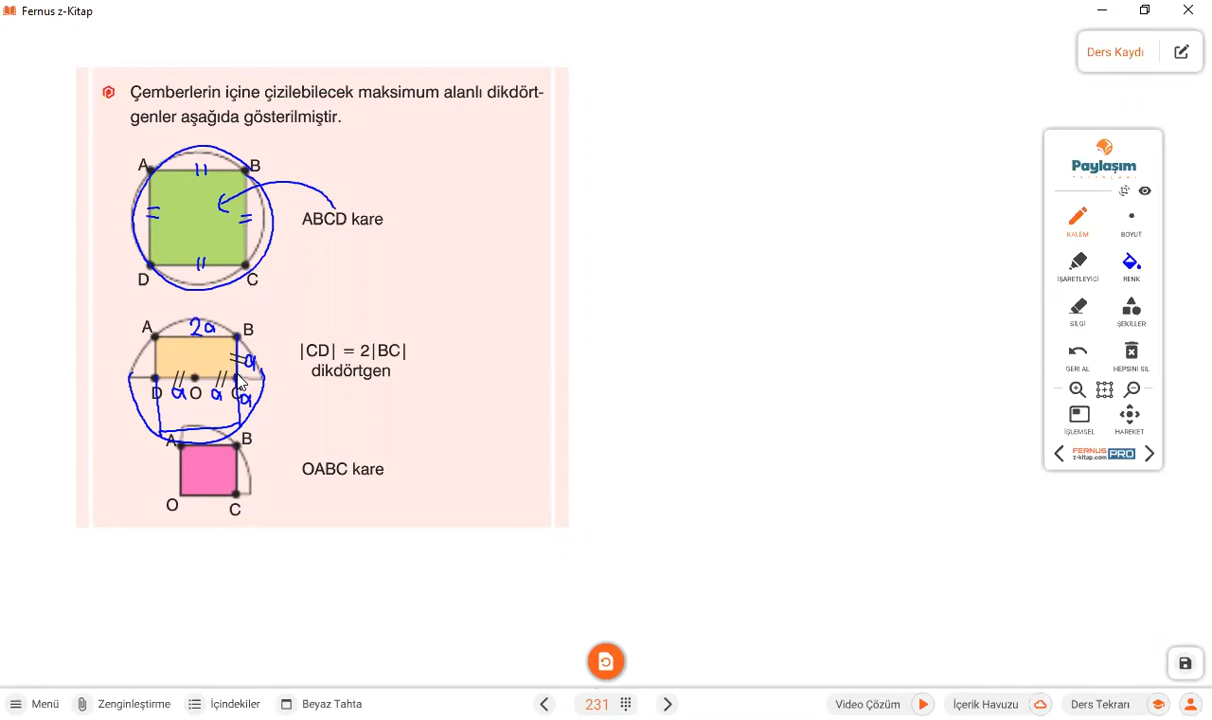 Fernus z-Kitap
Ders Kaydı
Çemberlerin içine çizilebilecek maksimum alanlı dikdört-
genler aşağıda gösterilmiştir.
A
B
ABCD kare
D
C
A
2a
B
a
|CD| = 2|BC|
dikdörtgen
D
a
O
a
C
a
A
B
OABC kare
O
C
Paylaşım
YAYINLARI
KALEM
BOYUT
İŞARETLEYİCİ
RENK
SİLGİ
ŞEKİLLER
GERİ AL
HEPSİNİ SİL
İŞLEMSEL
HAREKET
FERNUS
z-kitap.com
PRO
Menü
Zenginleştirme
İçindekiler
Beyaz Tahta
231
Video Çözüm
İçerik Havuzu
Ders Tekrarı